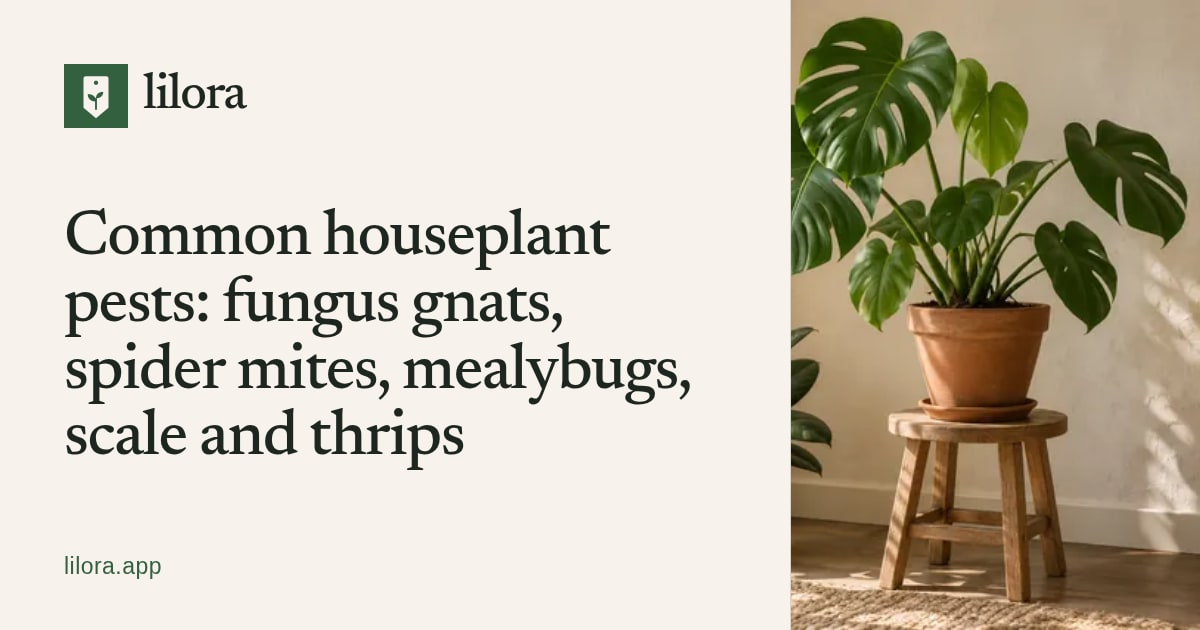 lilora
Common houseplant
pests: fungus gnats,
spider mites, mealybugs,
scale and thrips
lilora.app